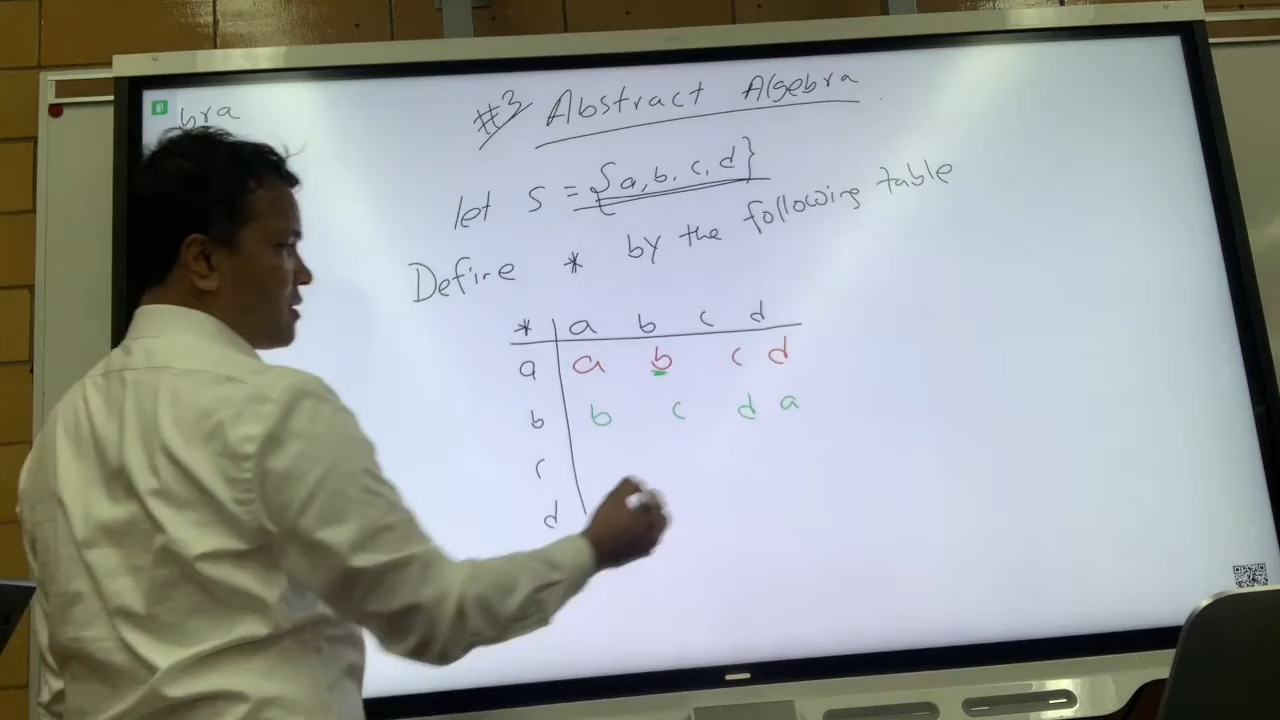 bra
#3 Abstract Algebra
let S = {a, b, c, d}
Define * by the following table
* a b c d
a a b c d
b b c d a
c
d